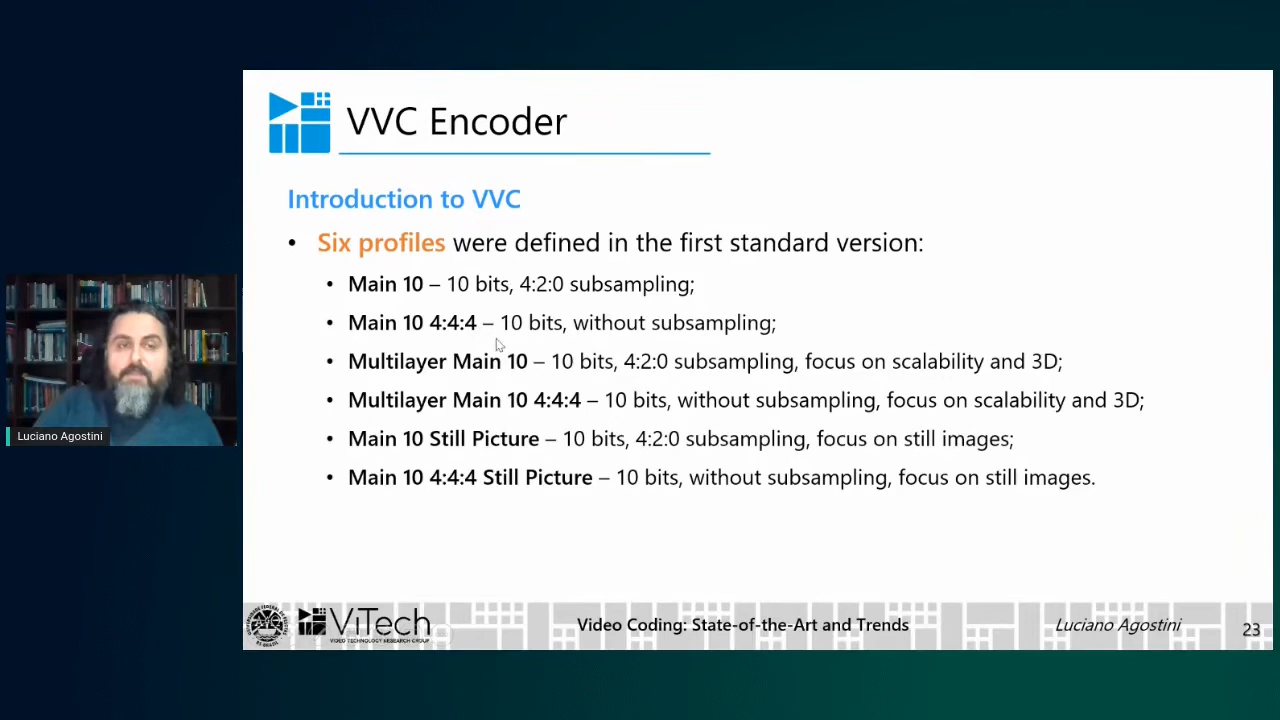 VVC Encoder
Introduction to VVC
• Six profiles were defined in the first standard version:
• Main 10 – 10 bits, 4:2:0 subsampling;
• Main 10 4:4:4 – 10 bits, without subsampling;
• Multilayer Main 10 – 10 bits, 4:2:0 subsampling, focus on scalability and 3D;
• Multilayer Main 10 4:4:4 – 10 bits, without subsampling, focus on scalability and 3D;
• Main 10 Still Picture – 10 bits, 4:2:0 subsampling, focus on still images;
• Main 10 4:4:4 Still Picture – 10 bits, without subsampling, focus on still images.
Luciano Agostini
ViTech
VIDEO TECHNOLOGY RESEARCH GROUP
Video Coding: State-of-the-Art and Trends
Luciano Agostini
23